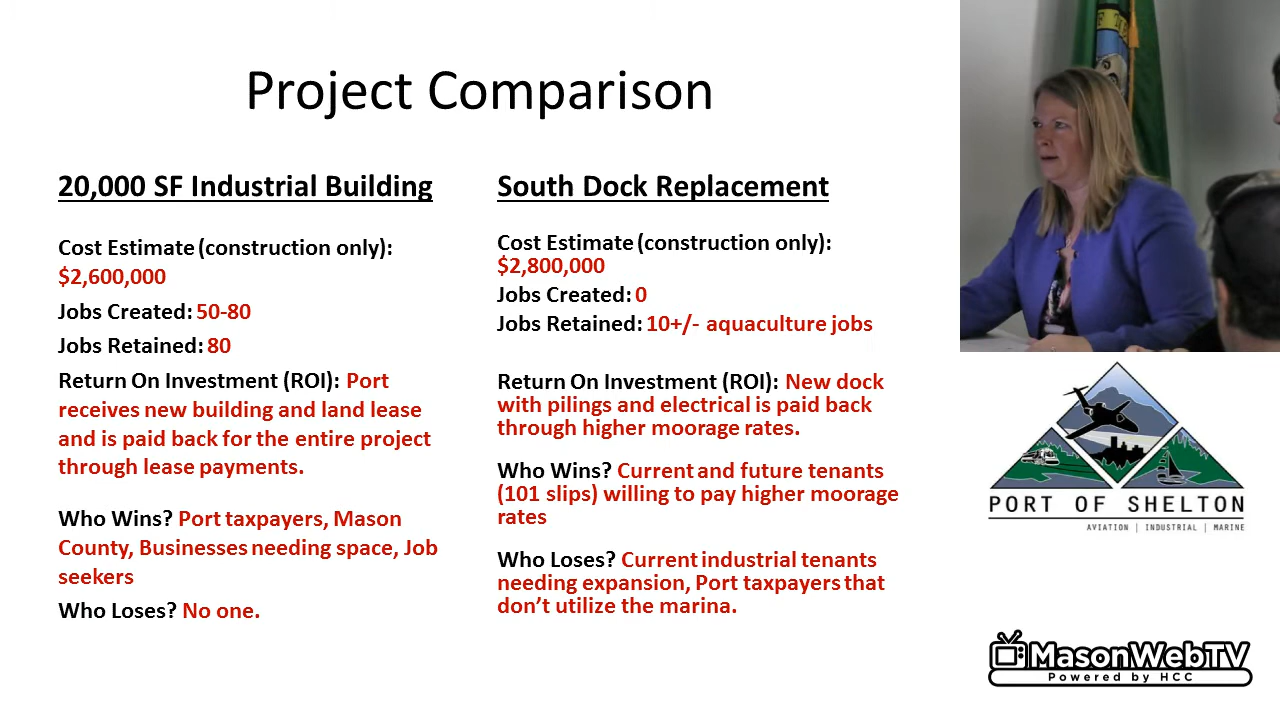 Project Comparison
20,000 SF Industrial Building
Cost Estimate (construction only):
$2,600,000
Jobs Created: 50-80
Jobs Retained: 80
Return On Investment (ROI): Port
receives new building and land lease
and is paid back for the entire project
through lease payments.
Who Wins? Port taxpayers, Mason
County, Businesses needing space, Job
seekers
Who Loses? No one.
South Dock Replacement
Cost Estimate (construction only):
$2,800,000
Jobs Created: 0
Jobs Retained: 10+/- aquaculture jobs
Return On Investment (ROI): New dock
with pilings and electrical is paid back
through higher moorage rates.
Who Wins? Current and future tenants
(101 slips) willing to pay higher moorage
rates
Who Loses? Current industrial tenants
needing expansion, Port taxpayers that
don't utilize the marina.
PORT OF SHELTON
AVIATION | INDUSTRIAL | MARINE
MasonWebTV
Powered by HCC